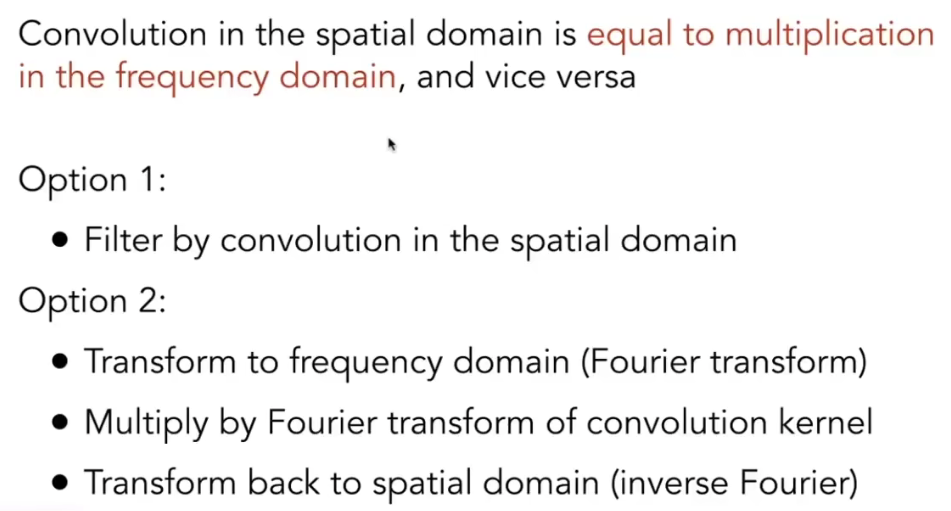 Convolution in the spatial domain is equal to multiplication
in the frequency domain, and vice versa
Option 1:
• Filter by convolution in the spatial domain
Option 2:
• Transform to frequency domain (Fourier transform)
• Multiply by Fourier transform of convolution kernel
• Transform back to spatial domain (inverse Fourier)